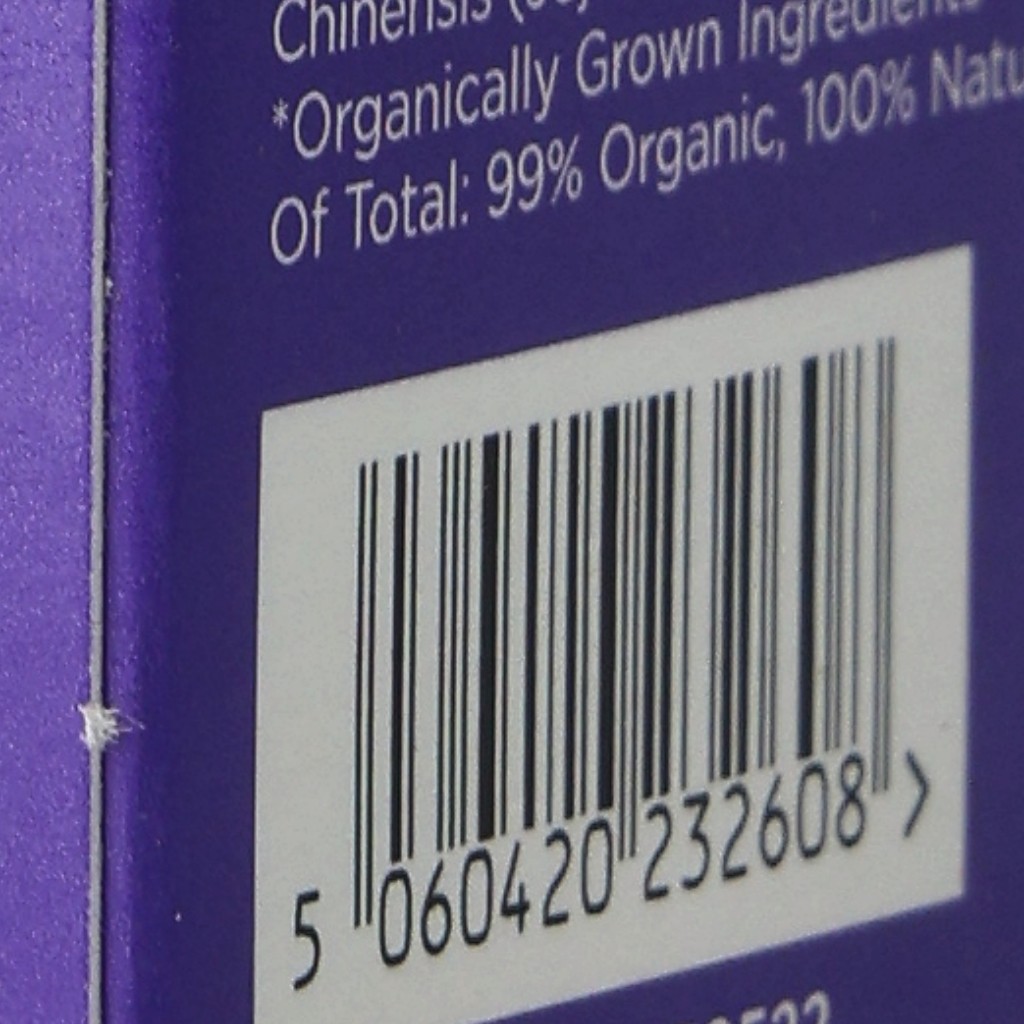 Chinensis
*Organically Grown Ingredients
Of Total: 99% Organic, 100%
5 060420 232608 >